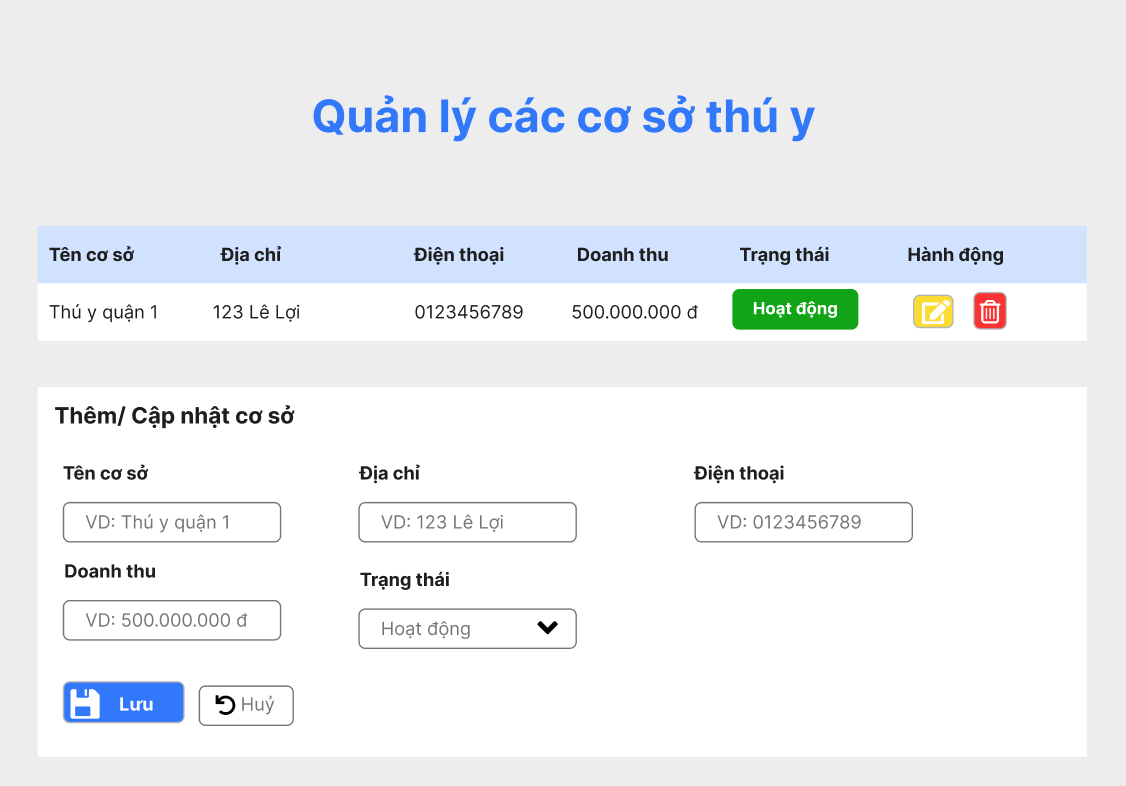 Quản lý các cơ sở thú y
Tên cơ sở Địa chỉ Điện thoại Doanh thu Trạng thái Hành động
Thú y quận 1 123 Lê Lợi 0123456789 500.000.000 đ Hoạt động
Thêm/ Cập nhật cơ sở
Tên cơ sở Địa chỉ Điện thoại
VD: Thú y quận 1 VD: 123 Lê Lợi VD: 0123456789
Doanh thu Trạng thái
VD: 500.000.000 đ Hoạt động
Lưu Huỷ